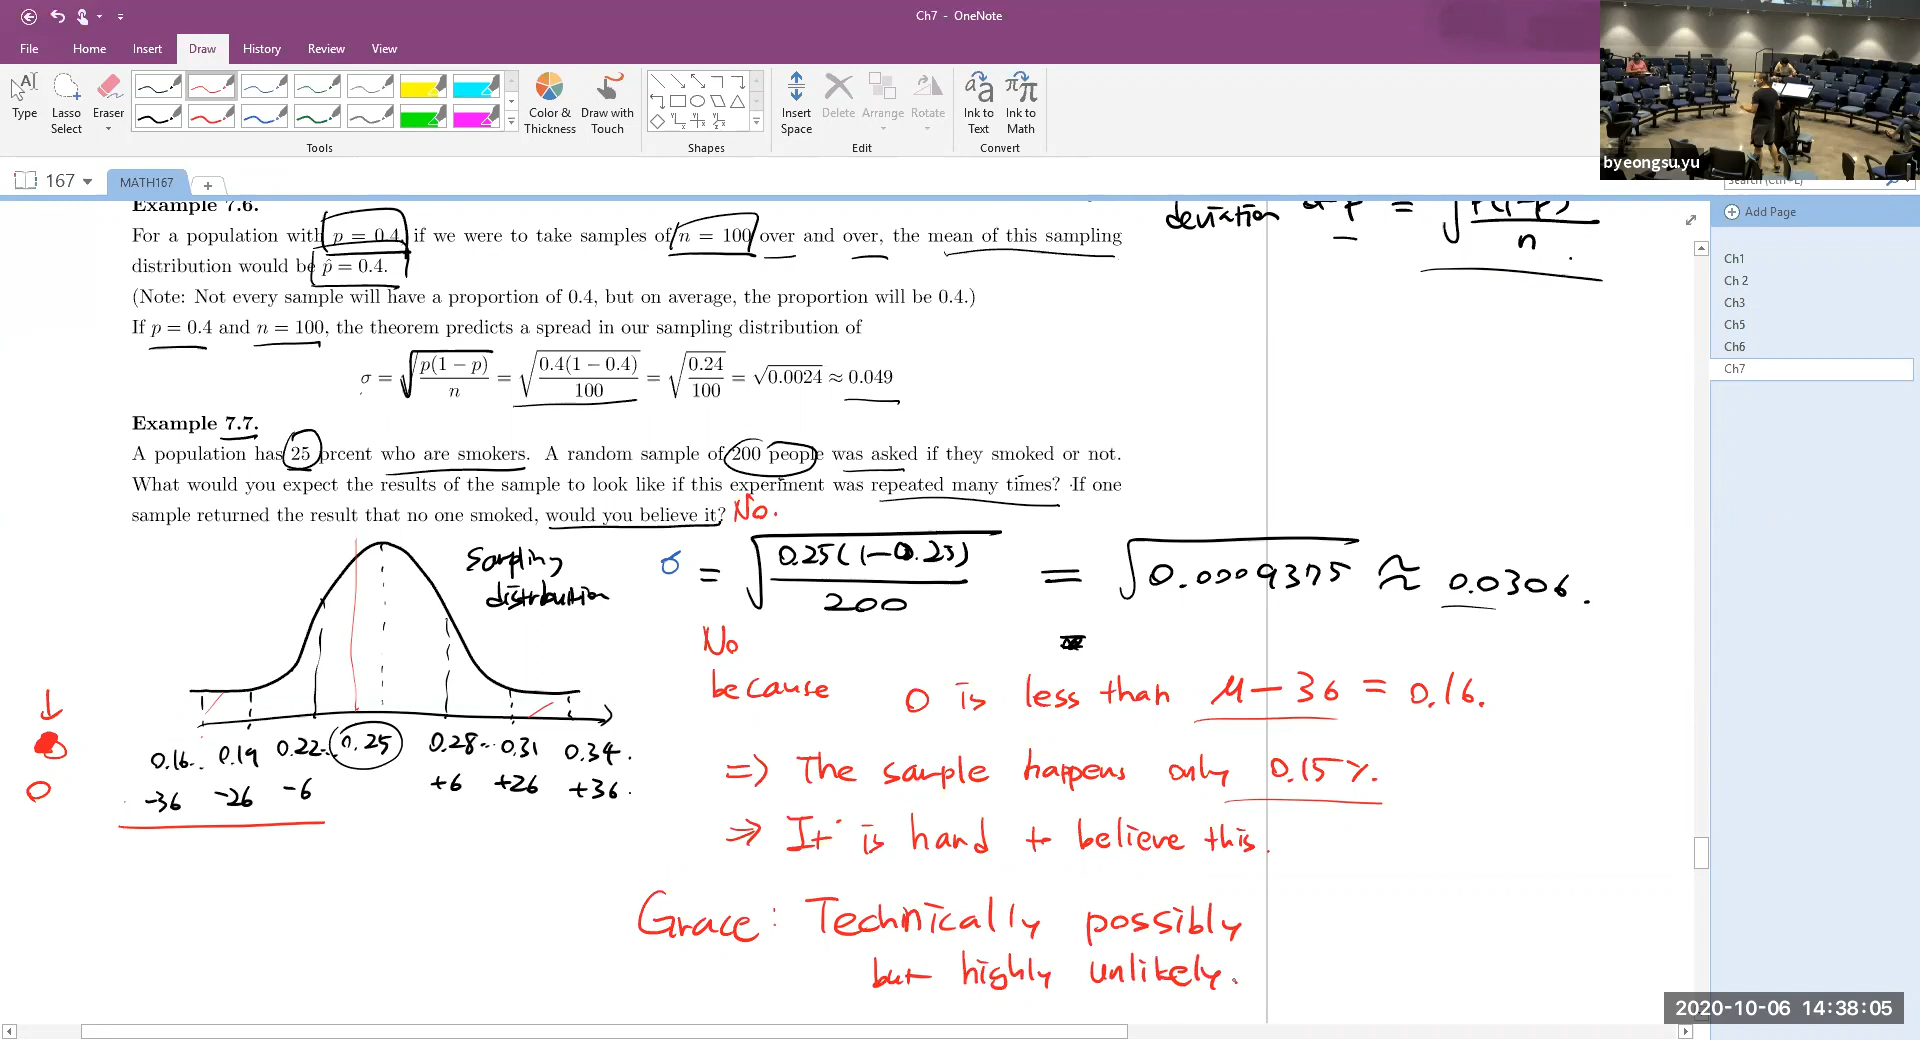 Ch7 - OneNote
File Home Insert Draw History Review View
Type
Lasso Select
Eraser
Color & Thickness
Draw with Touch
Insert Space
Delete
Arrange
Rotate
Ink to Text
Ink to Math
Tools
Shapes
Edit
Convert
byeongsu.yu
167
MATH167
Search (Ctrl+E)
Add Page
Ch1
Ch 2
Ch3
Ch5
Ch6
Ch7
Example 7.6.
For a population with p = 0.4, if we were to take samples of n = 100 over and over, the mean of this sampling
distribution would be p̂ = 0.4.
(Note: Not every sample will have a proportion of 0.4, but on average, the proportion will be 0.4.)
If p = 0.4 and n = 100, the theorem predicts a spread in our sampling distribution of
σ = √(p(1 − p)/n) = √(0.4(1 − 0.4)/100) = √(0.24/100) = √0.0024 ≈ 0.049
deviation of p̂ = √(p(1-p)/n)
Example 7.7.
A population has 25 prcent who are smokers. A random sample of 200 people was asked if they smoked or not.
What would you expect the results of the sample to look like if this experiment was repeated many times? If one
sample returned the result that no one smoked, would you believe it? No.
Sampling
distribution
σ = √(0.25(1-0.25)/200) = √0.0009375 ≈ 0.0306.
0.16 0.19 0.22 0.25 0.28 0.31 0.34
-3σ -2σ -σ +σ +2σ +3σ
0
No
because 0 is less than μ - 3σ = 0.16.
=> The sample happens only 0.15%.
=> It is hard to believe this.
Grace: Technically possibly
but highly unlikely.
2020-10-06 14:38:05